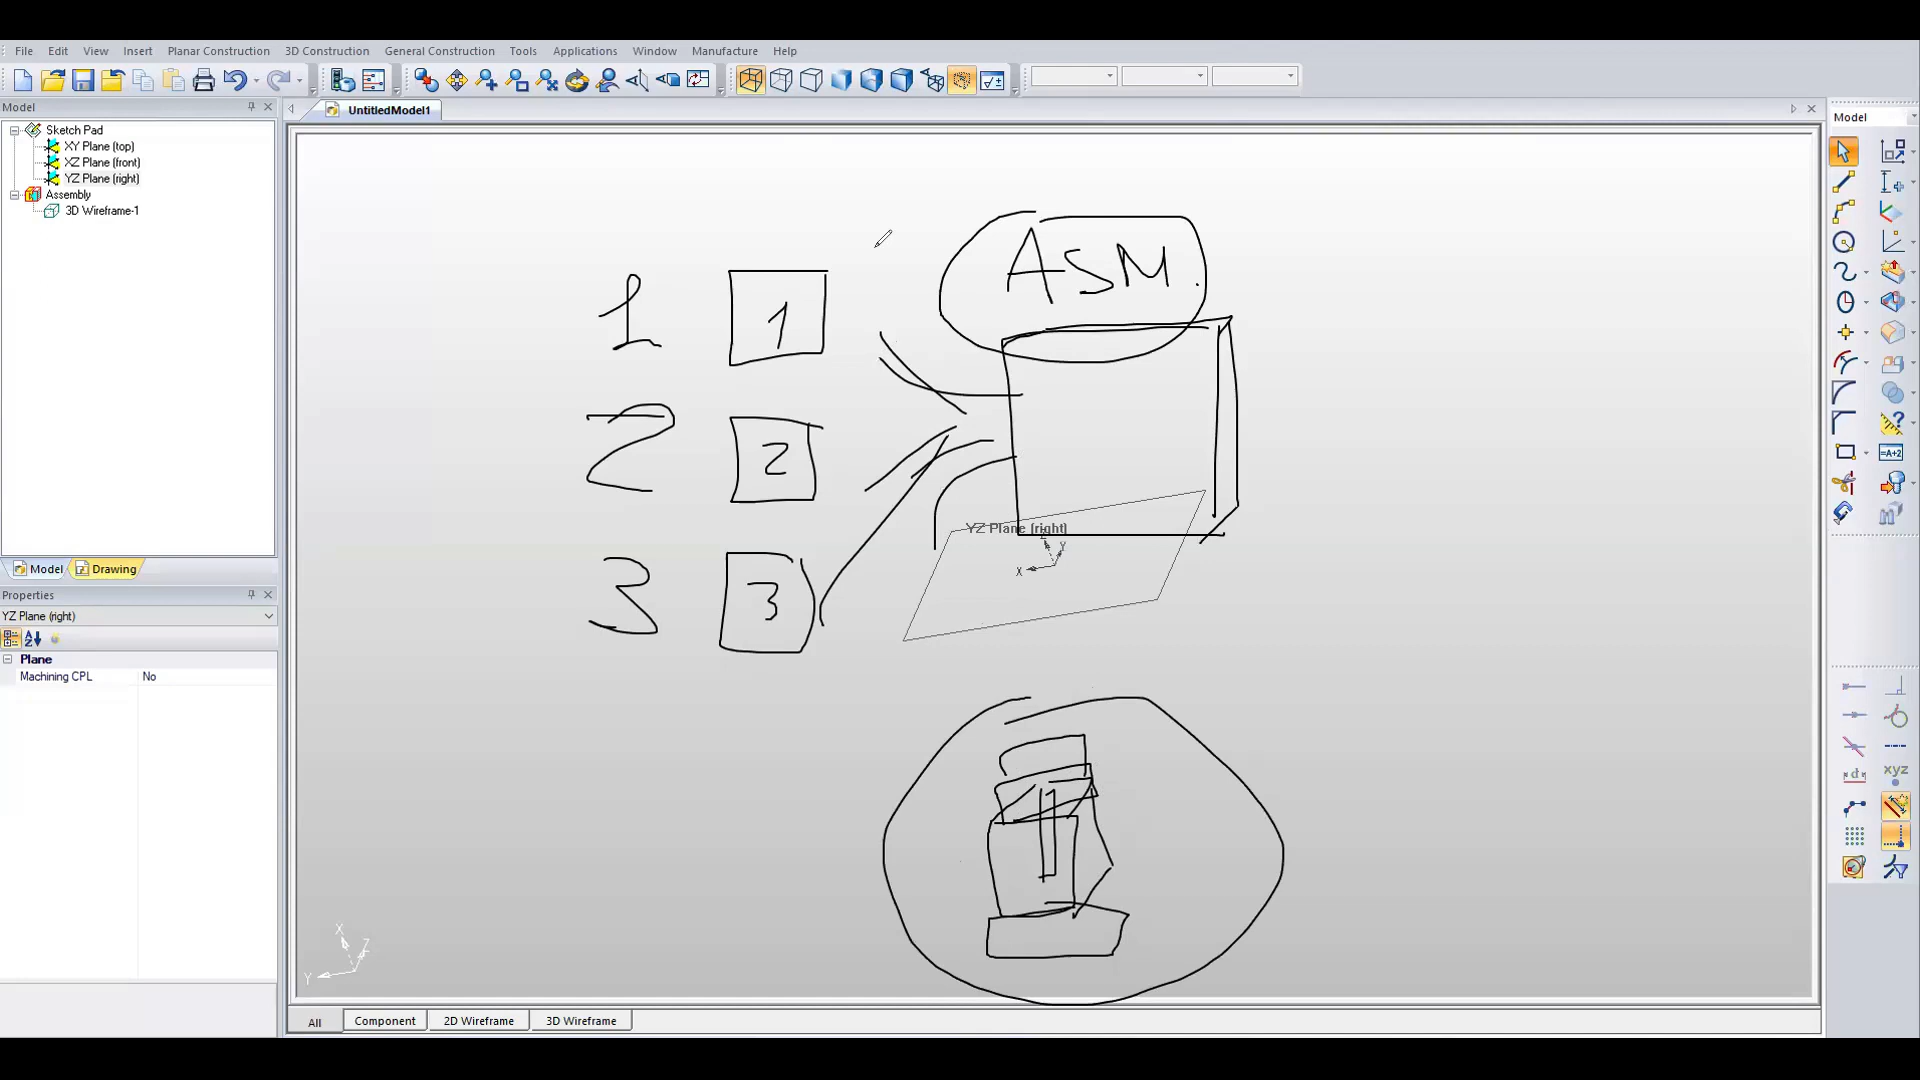 File Edit View Insert Planar Construction 3D Construction General Construction Tools Applications Window Manufacture Help
Model
UntitledModel1
Model
Sketch Pad
XY Plane (top)
XZ Plane (front)
YZ Plane (right)
Assembly
3D Wireframe-1
ASM.
1 1
2 2
3 3
YZ Plane (right)
Z
Y
X
Model Drawing
Properties
YZ Plane (right)
Plane
Machining CPL No
X
Z
Y
=A+2
d
xyz
All Component 2D Wireframe 3D Wireframe